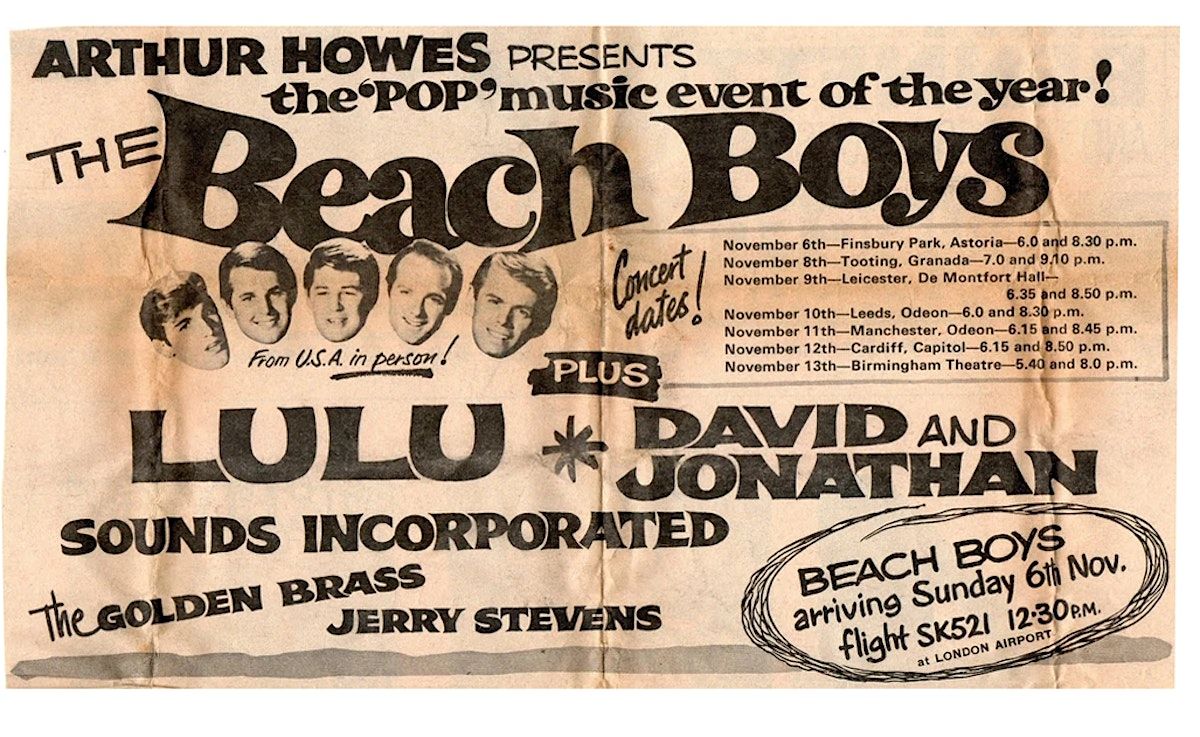 ARTHUR HOWES PRESENTS
the 'POP' music event of the year!
THE Beach Boys
From U.S.A. in person!
Concert
dates!
November 6th—Finsbury Park, Astoria—6.0 and 8.30 p.m.
November 8th—Tooting, Granada—7.0 and 9.10 p.m.
November 9th—Leicester, De Montfort Hall—
6.35 and 8.50 p.m.
November 10th—Leeds, Odeon—6.0 and 8.30 p.m.
November 11th—Manchester, Odeon—6.15 and 8.45 p.m.
November 12th—Cardiff, Capitol—6.15 and 8.50 p.m.
November 13th—Birmingham Theatre—5.40 and 8.0 p.m.
PLUS
LULU * DAVID AND
JONATHAN
SOUNDS INCORPORATED
The GOLDEN BRASS
JERRY STEVENS
BEACH BOYS
arriving Sunday 6th Nov.
flight SK521 12·30 P.M.
at LONDON AIRPORT